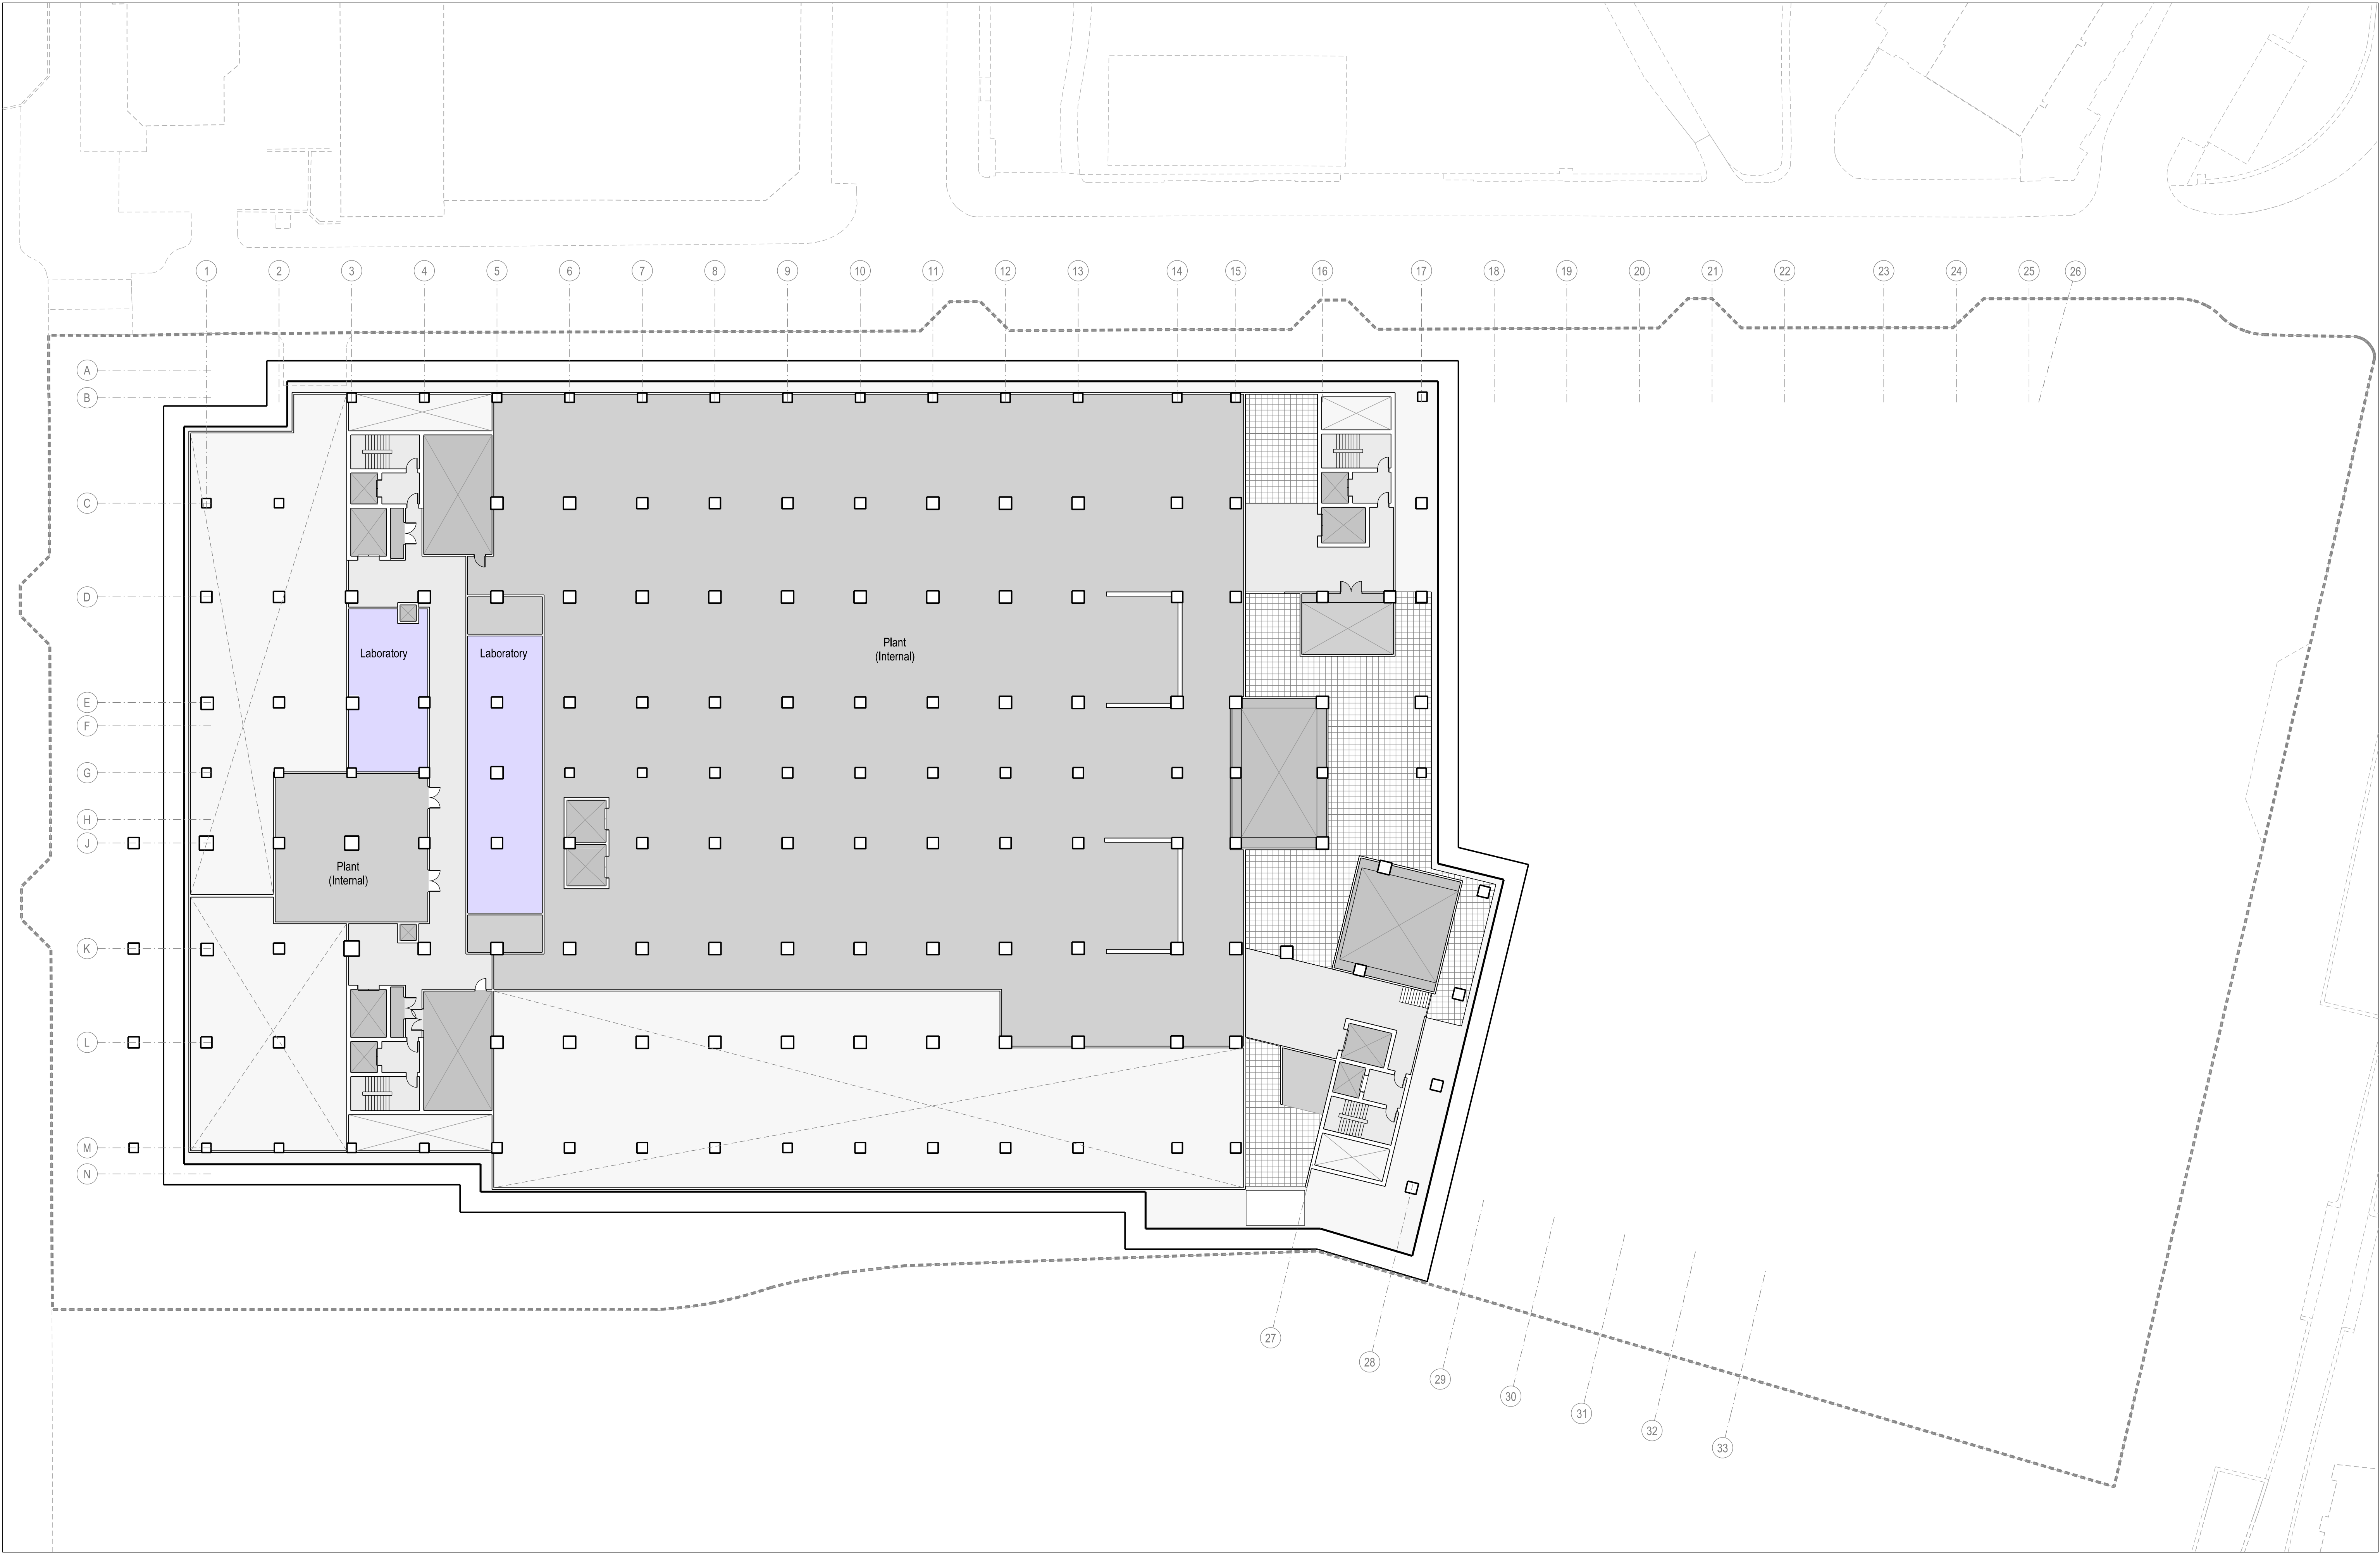 1 2 3 4 5 6 7 8 9 10 11 12 13 14 15 16 17 18 19 20 21 22 23 24 25 26
A
B
C
D
Laboratory Laboratory
Plant
(Internal)
E
F
G
H
J
Plant
(Internal)
K
L
M
N
27
28
29
30
31
32
33